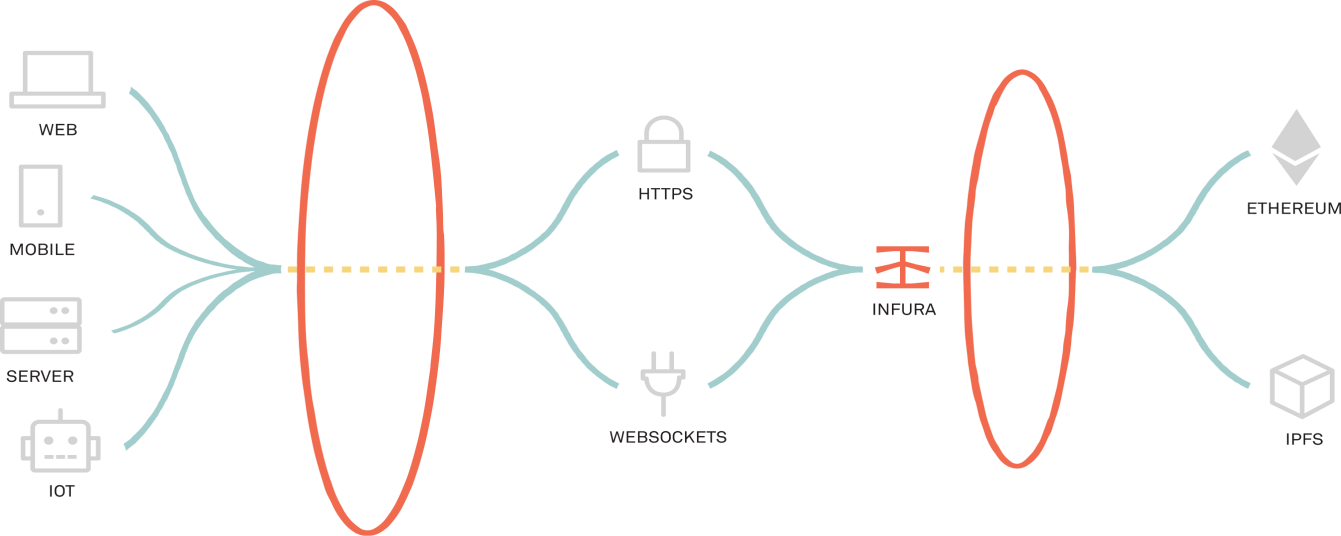 WEB
MOBILE
SERVER
IOT
HTTPS
WEBSOCKETS
INFURA
ETHEREUM
IPFS